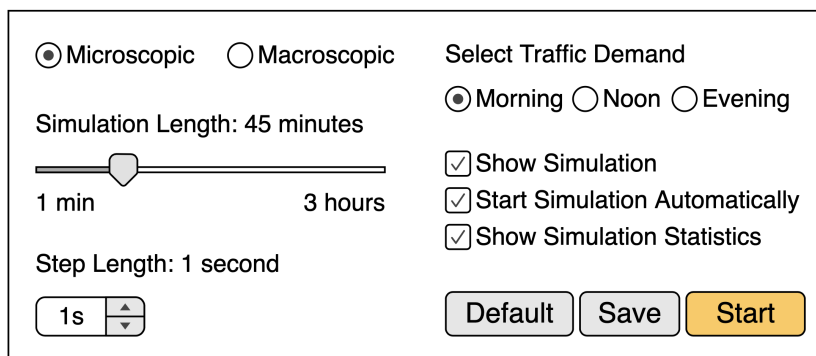 Microscopic Macroscopic
Simulation Length: 45 minutes
1 min 3 hours
Step Length: 1 second
1s
Select Traffic Demand
Morning Noon Evening
Show Simulation
Start Simulation Automatically
Show Simulation Statistics
Default Save Start